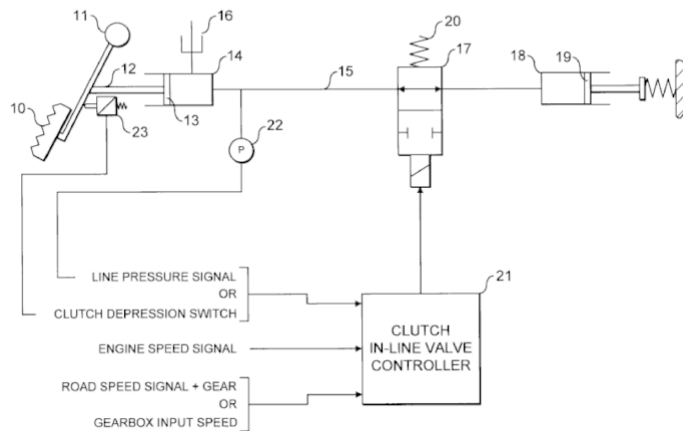 11
12
16
14
20
17
18
19
15
10
13
23
22
P
LINE PRESSURE SIGNAL
OR
CLUTCH DEPRESSION SWITCH
21
CLUTCH
IN-LINE VALVE
CONTROLLER
ENGINE SPEED SIGNAL
ROAD SPEED SIGNAL + GEAR
OR
GEARBOX INPUT SPEED